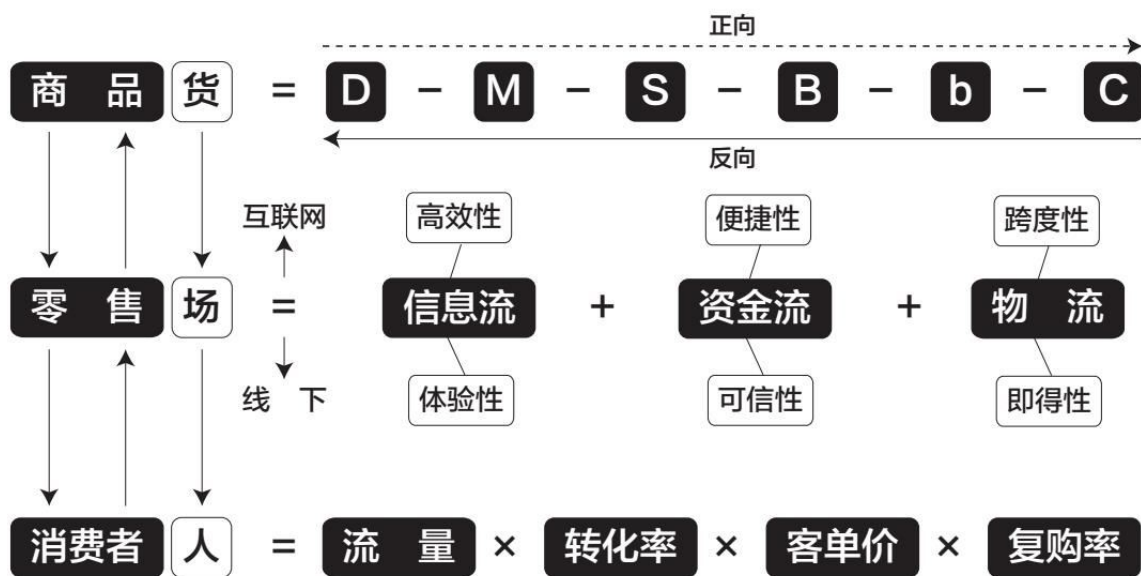 正向
商 品 货 = D – M – S – B – b – C
反向
互联网 高效性 便捷性 跨度性
零 售 场 = 信息流 + 资金流 + 物 流
线 下 体验性 可信性 即得性
消费者 人 = 流 量 × 转化率 × 客单价 × 复购率